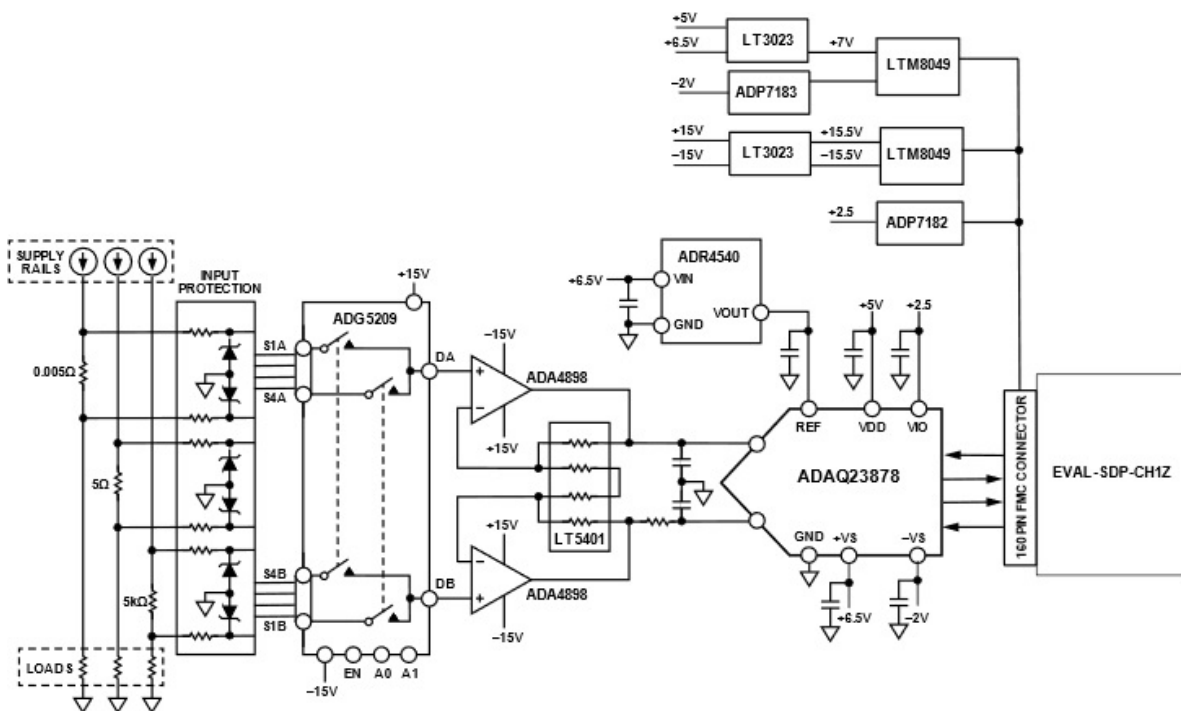 +5V
+6.5V
LT3023
+7V
LTM8049
−2V
ADP7183
+15V
−15V
LT3023
+15.5V
−15.5V
LTM8049
+2.5
ADP7182
SUPPLY
RAILS
INPUT
PROTECTION
+15V
ADG5209
+6.5V
ADR4540
VIN
GND
VOUT
+5V
+2.5
0.005Ω
S1A
S4A
DA
−15V
ADA4898
+15V
REF
VDD
VIO
5Ω
ADAQ23878
160 PIN FMC CONNECTOR
EVAL-SDP-CH1Z
LT5401
+15V
GND
+VS
−VS
5kΩ
S4B
S1B
DB
ADA4898
−15V
+6.5V
−2V
LOADS
−15V
EN
A0
A1